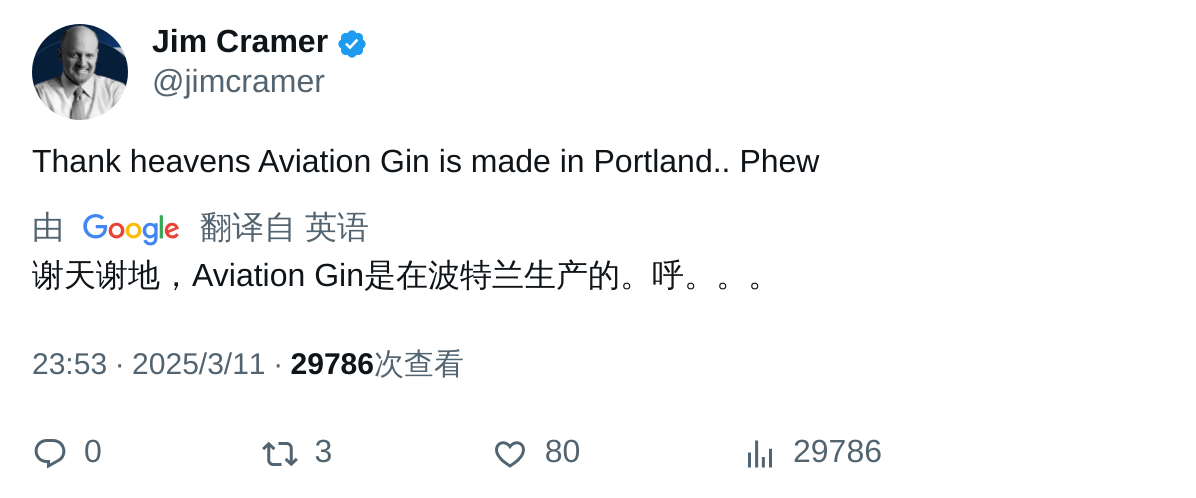 Jim Cramer
@jimcramer
Thank heavens Aviation Gin is made in Portland.. Phew
由 Google 翻译自 英语
谢天谢地，Aviation Gin是在波特兰生产的。呼。。。
23:53 · 2025/3/11 · 29786次查看
0 3 80 29786